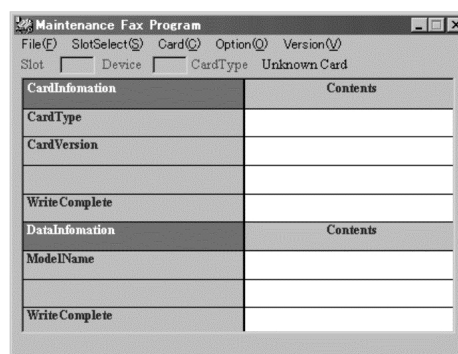 Maintenance Fax Program
File(F) SlotSelect(S) Card(C) Option(O) Version(V)
Slot Device CardType Unknown Card
CardInfomation Contents
CardType
CardVersion
WriteComplete
DataInfomation Contents
ModelName
WriteComplete